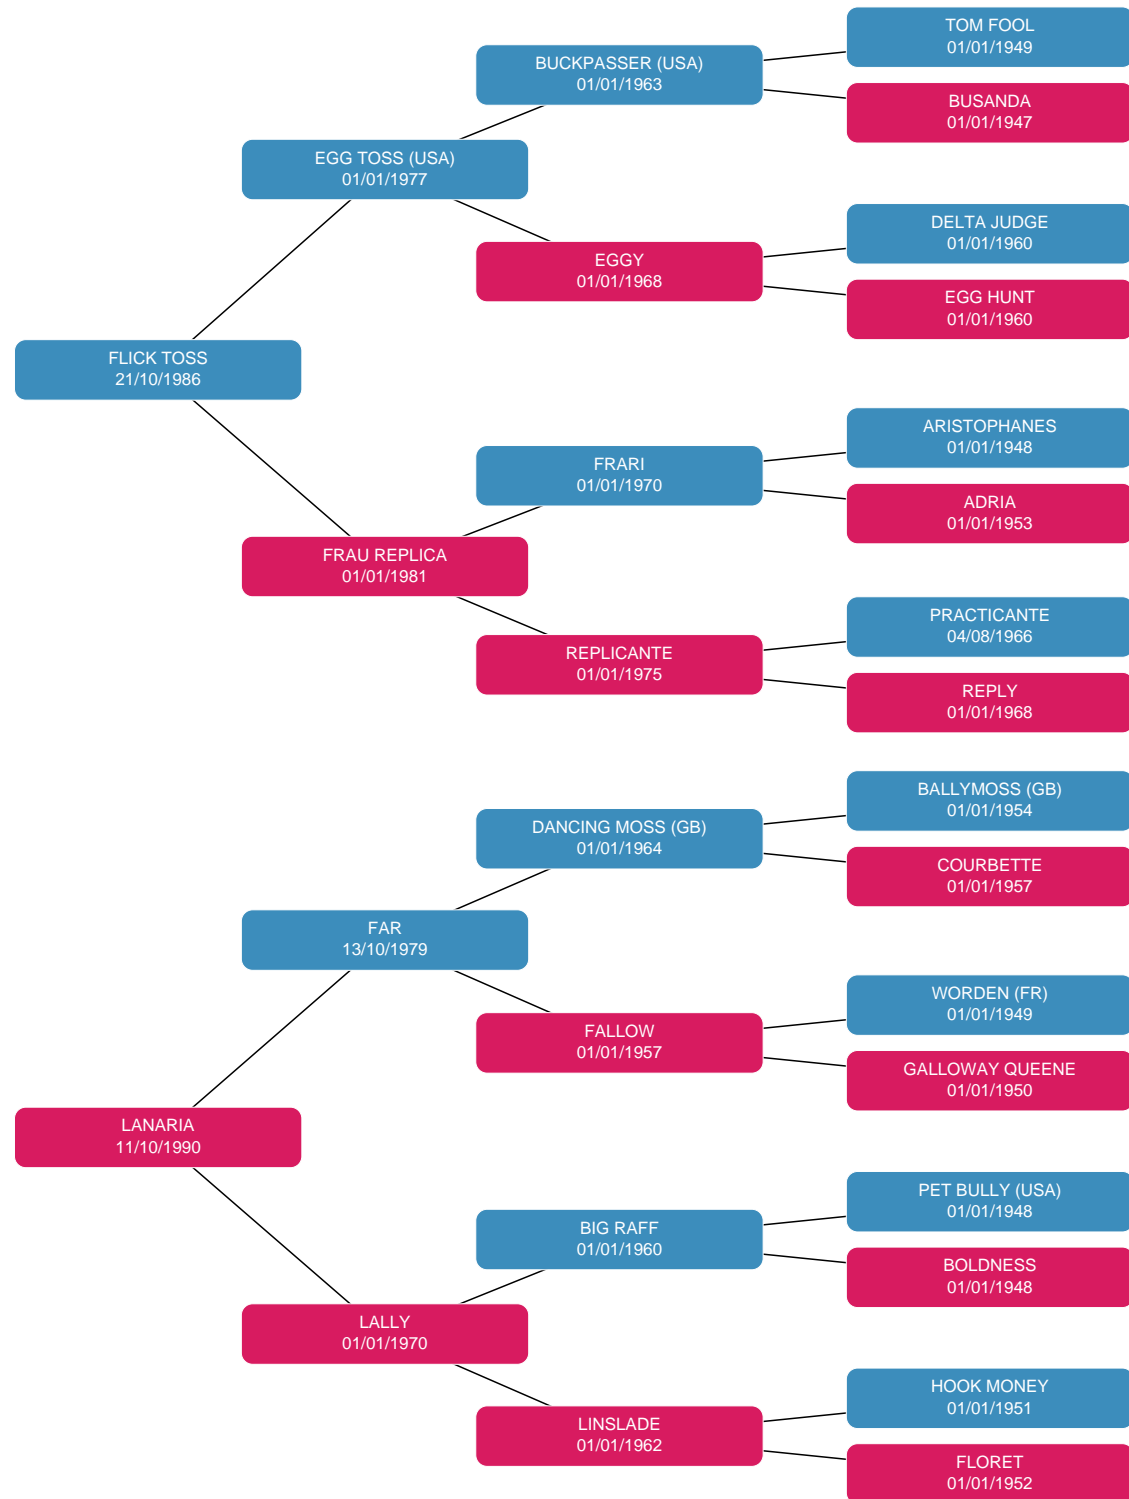 TOM FOOL
01/01/1949
BUCKPASSER (USA)
01/01/1963
BUSANDA
01/01/1947
EGG TOSS (USA)
01/01/1977
DELTA JUDGE
01/01/1960
EGGY
01/01/1968
EGG HUNT
01/01/1960
FLICK TOSS
21/10/1986
ARISTOPHANES
01/01/1948
FRARI
01/01/1970
ADRIA
01/01/1953
FRAU REPLICA
01/01/1981
PRACTICANTE
04/08/1966
REPLICANTE
01/01/1975
REPLY
01/01/1968
BALLYMOSS (GB)
01/01/1954
DANCING MOSS (GB)
01/01/1964
COURBETTE
01/01/1957
FAR
13/10/1979
WORDEN (FR)
01/01/1949
FALLOW
01/01/1957
GALLOWAY QUEENE
01/01/1950
LANARIA
11/10/1990
PET BULLY (USA)
01/01/1948
BIG RAFF
01/01/1960
BOLDNESS
01/01/1948
LALLY
01/01/1970
HOOK MONEY
01/01/1951
LINSLADE
01/01/1962
FLORET
01/01/1952